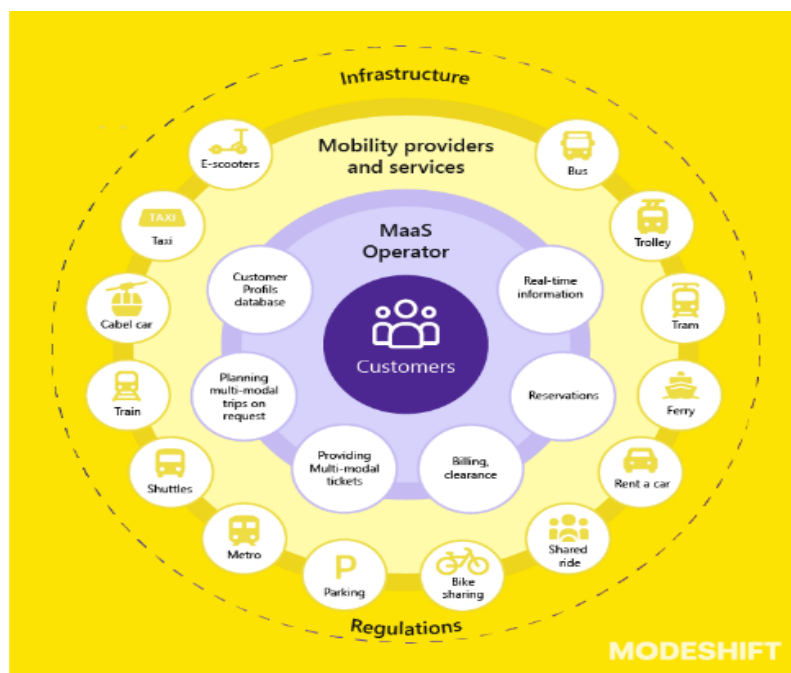 Infrastructure
Mobility providers
and services
E-scooters
Bus
TAXI
Taxi
Trolley
MaaS
Operator
Customer
Profils
database
Real-time
information
Cabel car
Tram
Customers
Planning
multi-modal
trips on
request
Reservations
Train
Ferry
Providing
Multi-modal
tickets
Billing,
clearance
Shuttles
Rent a car
Metro
Shared
ride
P
Parking
Bike
sharing
Regulations
MODESHIFT